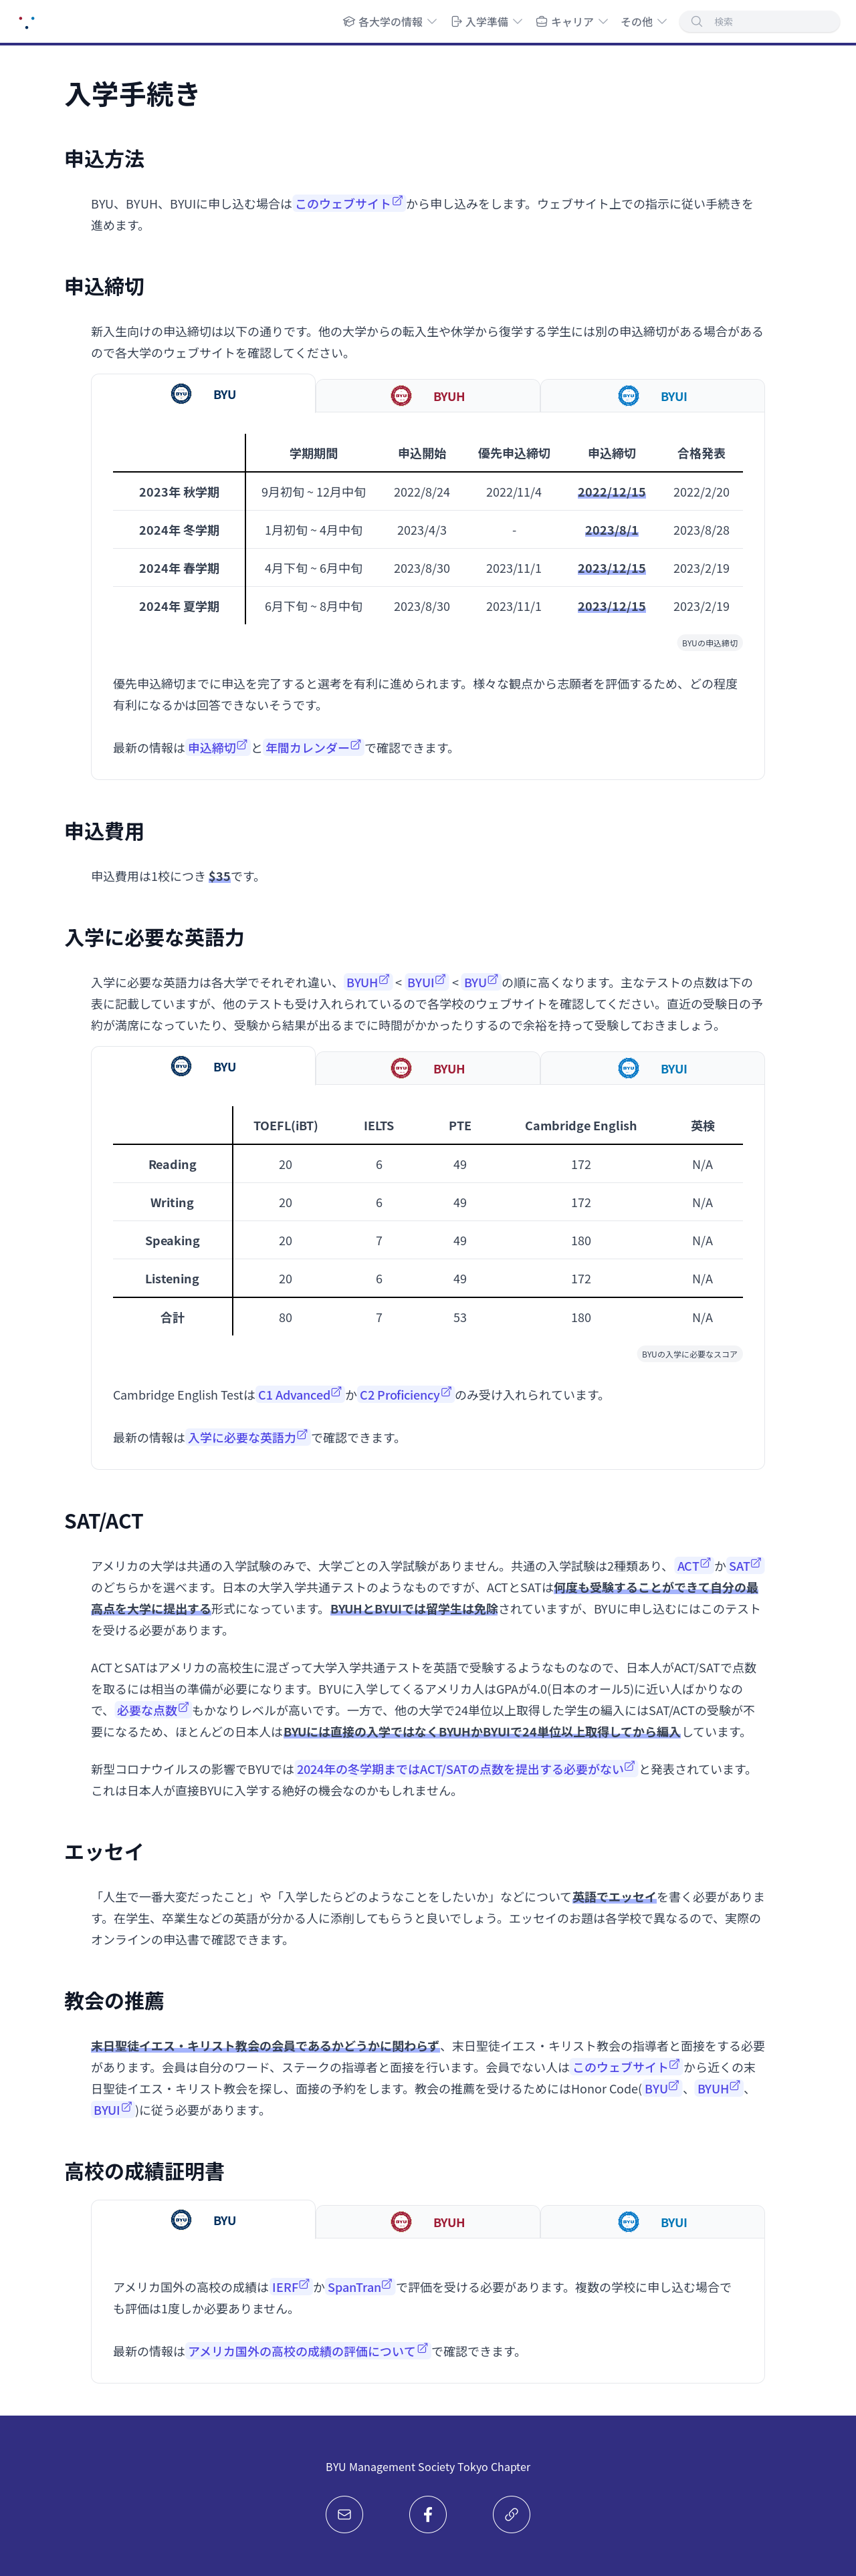 各大学の情報 入学準備 キャリア その他 検索
入学手続き
申込方法
BYU、BYUH、BYUIに申し込む場合はこのウェブサイトから申し込みをします。ウェブサイト上での指示に従い手続きを
進めます。
申込締切
新入生向けの申込締切は以下の通りです。他の大学からの転入生や休学から復学する学生には別の申込締切がある場合がある
ので各大学のウェブサイトを確認してください。
BYU BYUH BYUI
学期期間 申込開始 優先申込締切 申込締切 合格発表
2023年 秋学期 9月初旬 ~ 12月中旬 2022/8/24 2022/11/4 2022/12/15 2022/2/20
2024年 冬学期 1月初旬 ~ 4月中旬 2023/4/3 - 2023/8/1 2023/8/28
2024年 春学期 4月下旬 ~ 6月中旬 2023/8/30 2023/11/1 2023/12/15 2023/2/19
2024年 夏学期 6月下旬 ~ 8月中旬 2023/8/30 2023/11/1 2023/12/15 2023/2/19
BYUの申込締切
優先申込締切までに申込を完了すると選考を有利に進められます。様々な観点から志願者を評価するため、どの程度
有利になるかは回答できないそうです。
最新の情報は申込締切と年間カレンダーで確認できます。
申込費用
申込費用は1校につき $35です。
入学に必要な英語力
入学に必要な英語力は各大学でそれぞれ違い、BYUH < BYUI < BYUの順に高くなります。主なテストの点数は下の
表に記載していますが、他のテストも受け入れられているので各学校のウェブサイトを確認してください。直近の受験日の予
約が満席になっていたり、受験から結果が出るまでに時間がかかったりするので余裕を持って受験しておきましょう。
BYU BYUH BYUI
TOEFL(iBT) IELTS PTE Cambridge English 英検
Reading 20 6 49 172 N/A
Writing 20 6 49 172 N/A
Speaking 20 7 49 180 N/A
Listening 20 6 49 172 N/A
合計 80 7 53 180 N/A
BYUの入学に必要なスコア
Cambridge English TestはC1 AdvancedかC2 Proficiencyのみ受け入れられています。
最新の情報は入学に必要な英語力で確認できます。
SAT/ACT
アメリカの大学は共通の入学試験のみで、大学ごとの入学試験がありません。共通の入学試験は2種類あり、ACTかSAT
のどちらかを選べます。日本の大学入学共通テストのようなものですが、ACTとSATは何度も受験することができて自分の最
高点を大学に提出する形式になっています。BYUHとBYUIでは留学生は免除されていますが、BYUに申し込むにはこのテスト
を受ける必要があります。
ACTとSATはアメリカの高校生に混ざって大学入学共通テストを英語で受験するようなものなので、日本人がACT/SATで点数
を取るには相当の準備が必要になります。BYUに入学してくるアメリカ人はGPAが4.0(日本のオール5)に近い人ばかりなの
で、必要な点数もかなりレベルが高いです。一方で、他の大学で24単位以上取得した学生の編入にはSAT/ACTの受験が不
要になるため、ほとんどの日本人はBYUには直接の入学ではなくBYUHかBYUIで24単位以上取得してから編入しています。
新型コロナウイルスの影響でBYUでは2024年の冬学期まではACT/SATの点数を提出する必要がないと発表されています。
これは日本人が直接BYUに入学する絶好の機会なのかもしれません。
エッセイ
「人生で一番大変だったこと」や「入学したらどのようなことをしたいか」などについて英語でエッセイを書く必要がありま
す。在学生、卒業生などの英語が分かる人に添削してもらうと良いでしょう。エッセイのお題は各学校で異なるので、実際の
オンラインの申込書で確認できます。
教会の推薦
末日聖徒イエス・キリスト教会の会員であるかどうかに関わらず、末日聖徒イエス・キリスト教会の指導者と面接をする必要
があります。会員は自分のワード、ステークの指導者と面接を行います。会員でない人はこのウェブサイトから近くの末
日聖徒イエス・キリスト教会を探し、面接の予約をします。教会の推薦を受けるためにはHonor Code(BYU、BYUH、
BYUI)に従う必要があります。
高校の成績証明書
BYU BYUH BYUI
アメリカ国外の高校の成績はIERFかSpanTranで評価を受ける必要があります。複数の学校に申し込む場合で
も評価は1度しか必要ありません。
最新の情報はアメリカ国外の高校の成績の評価についてで確認できます。
BYU Management Society Tokyo Chapter